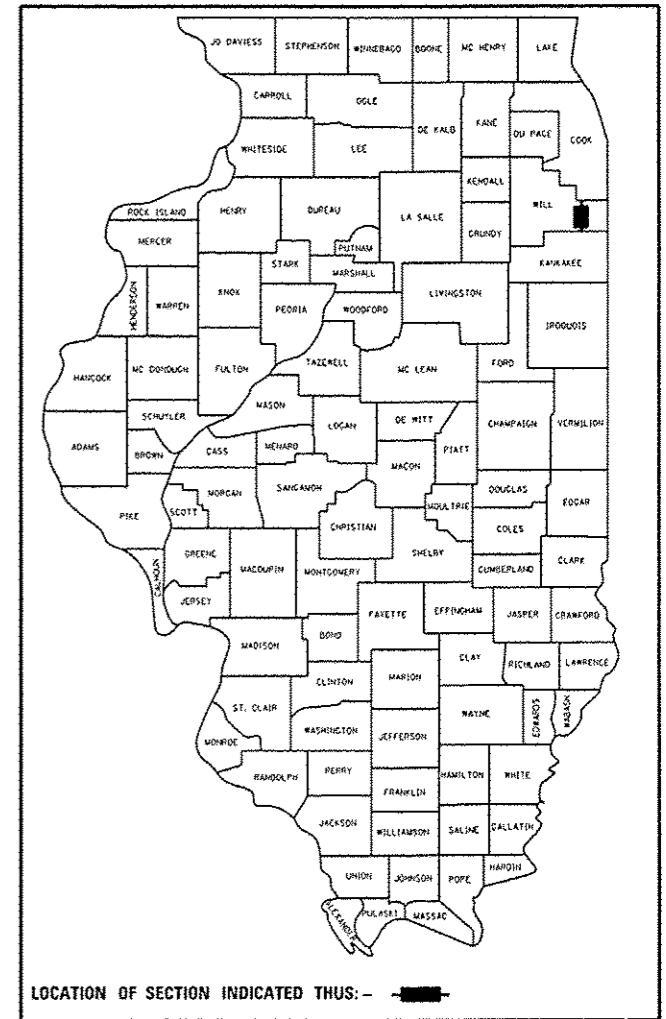 JO DAVIESS STEPHENSON WINNEBAGO BOONE MC HENRY LAKE
CARROLL OGLE DE KALB KANE DU PAGE COOK
WHITESIDE LEE KENDALL WILL
ROCK ISLAND HENRY BUREAU LA SALLE GRUNDY
MERCER PUTNAM KANKAKEE
STARK MARSHALL
HENDERSON WARREN KNOX PEORIA WOODFORD LIVINGSTON IROQUOIS
HANCOCK MC DONOUGH FULTON TAZEWELL MC LEAN FORD
SCHUYLER MASON LOGAN DE WITT CHAMPAIGN VERMILION
ADAMS BROWN CASS MENARD MACON PIATT
PIKE SCOTT MORGAN SANGAMON CHRISTIAN MOULTRIE DOUGLAS EDGAR
COLES
CALHOUN GREENE MACOUPIN MONTGOMERY SHELBY CUMBERLAND CLARK
JERSEY FAYETTE EFFINGHAM JASPER CRAWFORD
MADISON BOND CLAY RICHLAND LAWRENCE
CLINTON MARION
ST. CLAIR WAYNE EDWARDS WABASH
MONROE WASHINGTON JEFFERSON
RANDOLPH PERRY HAMILTON WHITE
FRANKLIN
JACKSON WILLIAMSON SALINE GALLATIN
UNION JOHNSON POPE HARDIN
ALEXANDER PULASKI MASSAC
LOCATION OF SECTION INDICATED THUS: -